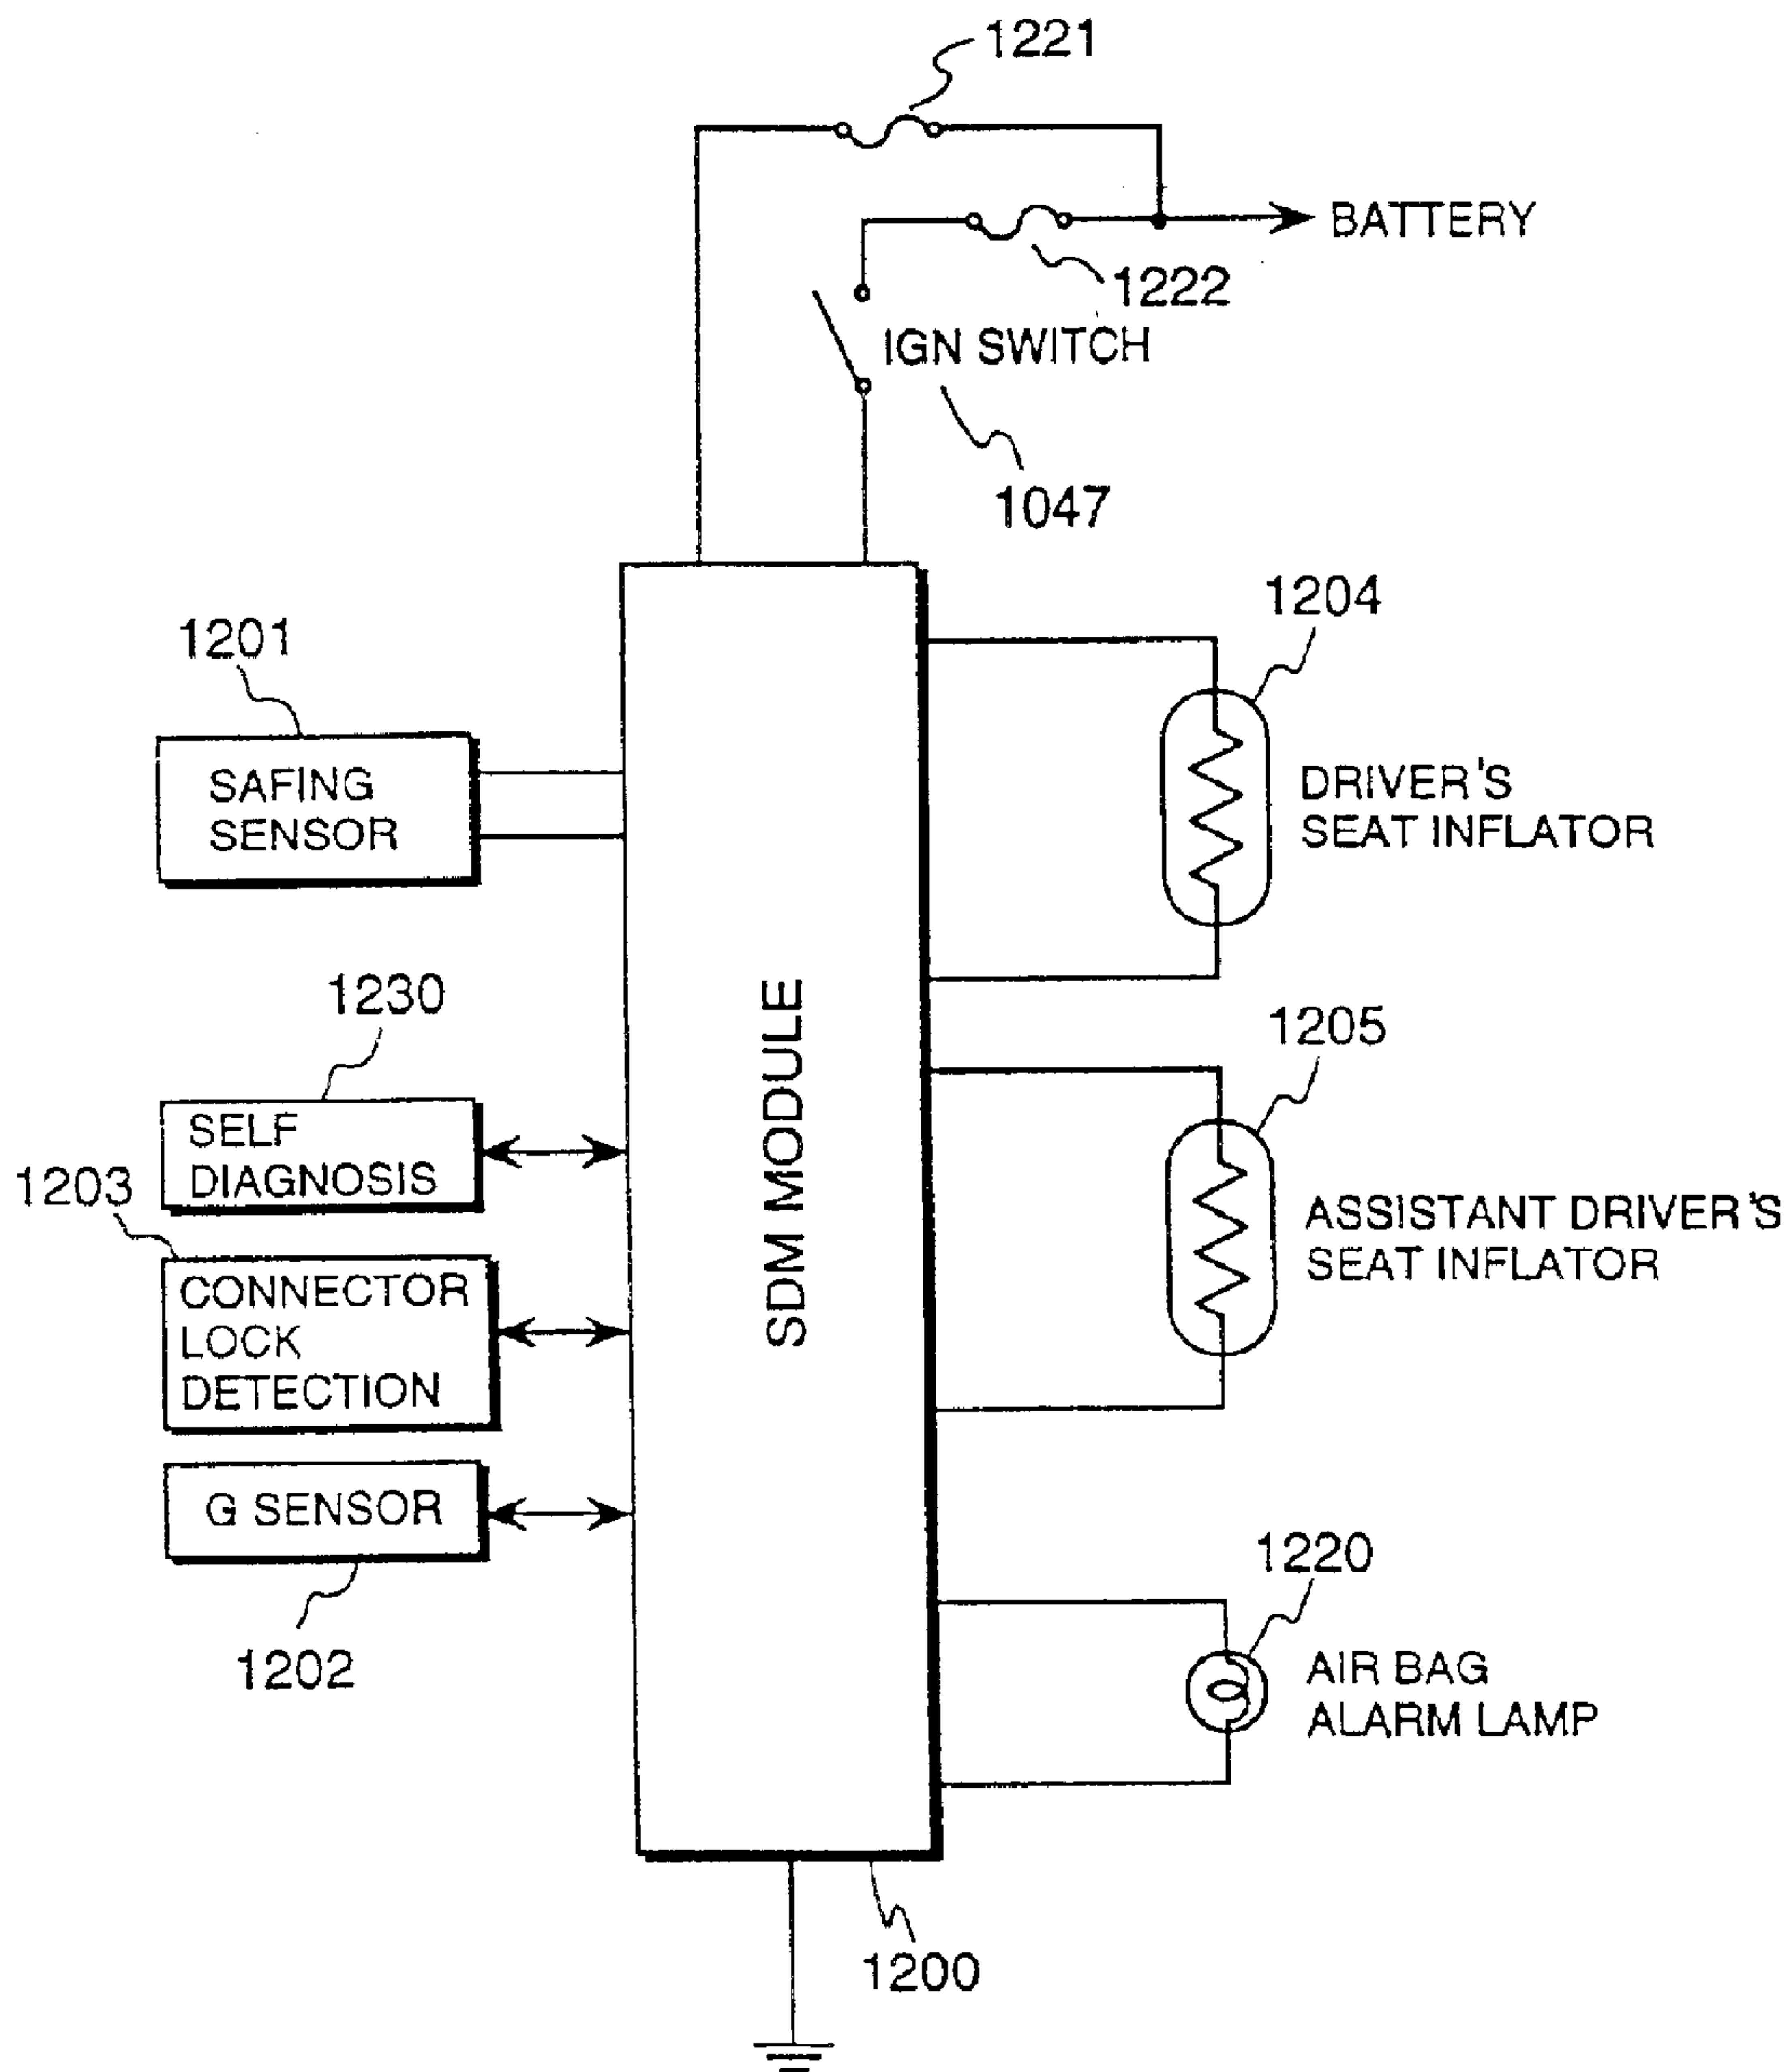 1221
BATTERY
1222
IGN SWITCH
1047
1204
1201
SAFING
SENSOR
DRIVER'S
SEAT INFLATOR
1230
SDM MODULE
1205
SELF
DIAGNOSIS
1203
ASSISTANT DRIVER'S
SEAT INFLATOR
CONNECTOR
LOCK
DETECTION
G SENSOR
1202
1220
AIR BAG
ALARM LAMP
1200